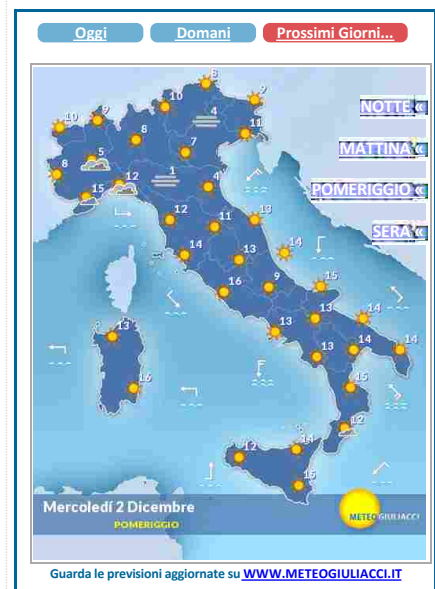 Oggi Domani Prossimi Giorni...
8
10 9
4
NOTTE «
10 9
8 11
7
MATTINA «
5
8 12 1 4
POMERIGGIO «
15
12 11 13
SERA «
14 13 14
16 9 15
13 13 14
13 13 14 14
16 15
12
12 14
15
Mercoledí 2 Dicembre
POMERIGGIO
METEOGIULIACCI
Guarda le previsioni aggiornate su WWW.METEOGIULIACCI.IT